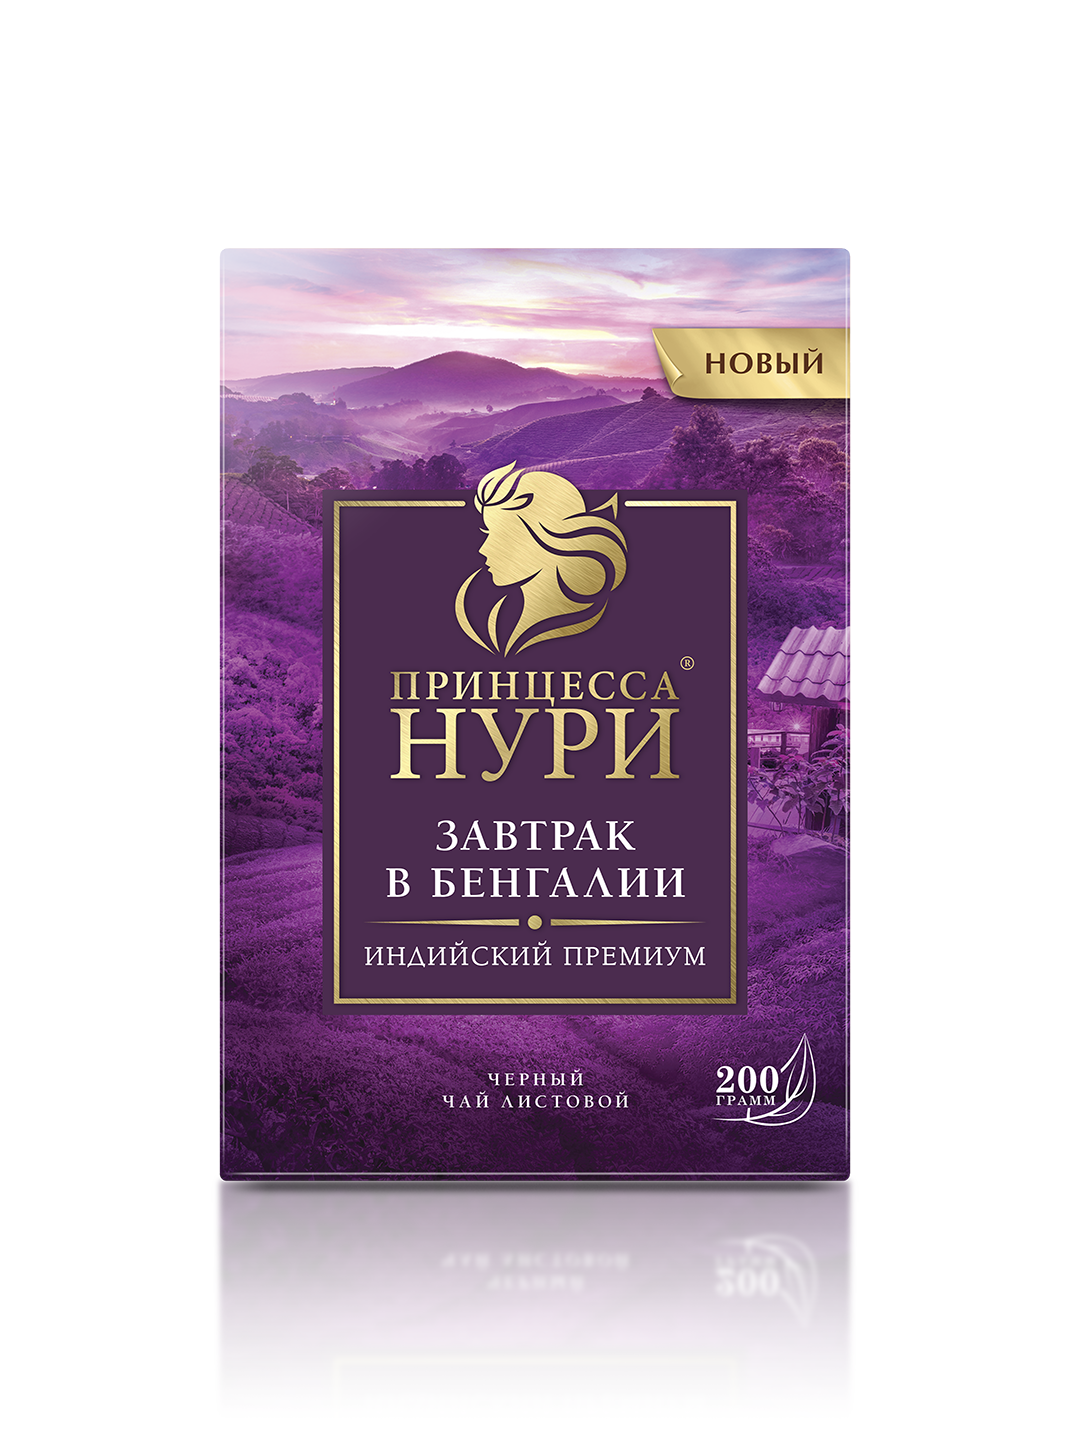 НОВЫЙ
ПРИНЦЕССА®
НУРИ
ЗАВТРАК
В БЕНГАЛИИ
ИНДИЙСКИЙ ПРЕМИУМ
ЧЕРНЫЙ
ЧАЙ ЛИСТОВОЙ
200
ГРАММ